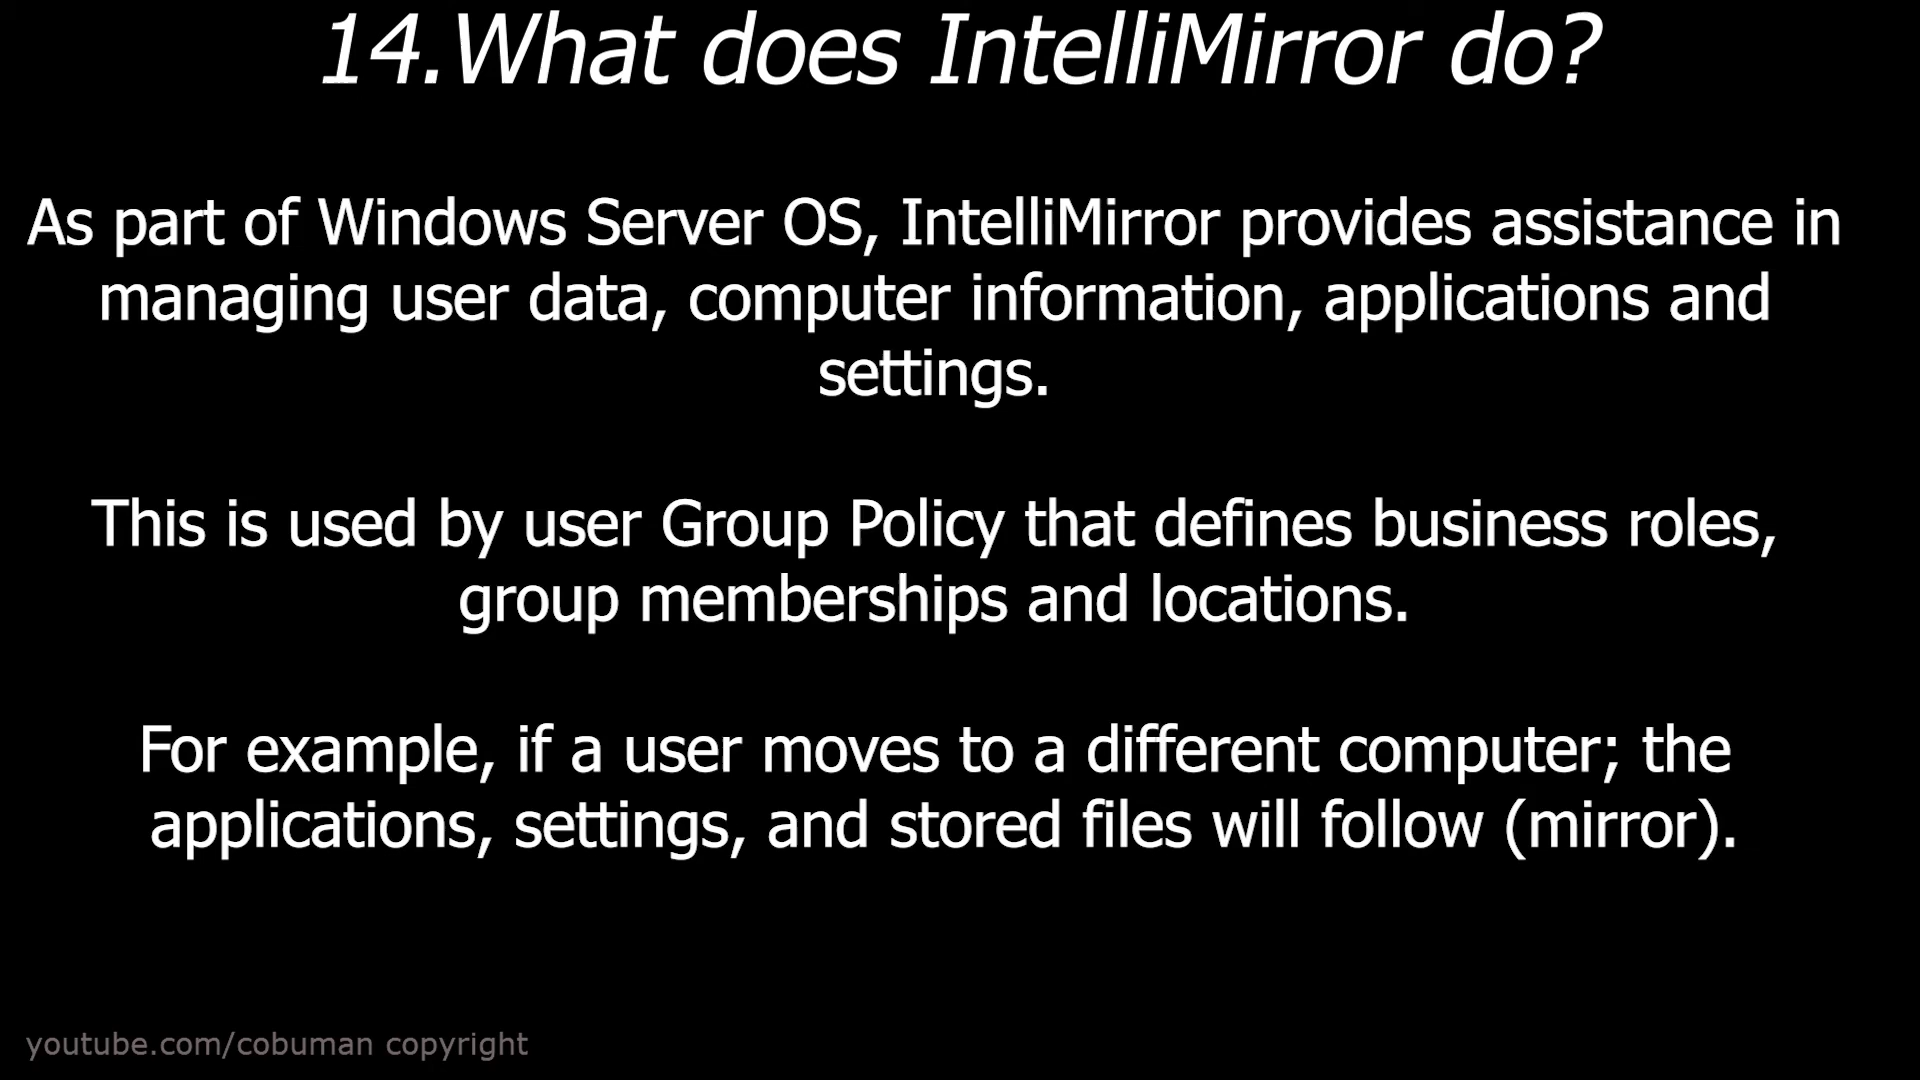 14.What does IntelliMirror do?
As part of Windows Server OS, IntelliMirror provides assistance in
managing user data, computer information, applications and
settings.
This is used by user Group Policy that defines business roles,
group memberships and locations.
For example, if a user moves to a different computer; the
applications, settings, and stored files will follow (mirror).
youtube.com/cobuman copyright